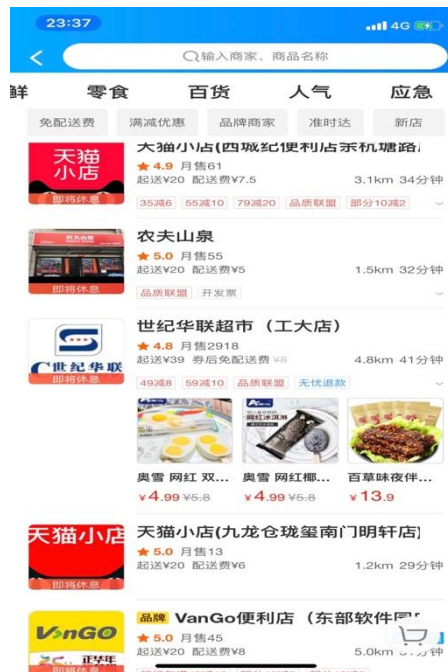 23:37
4G
输入商家、商品名称
鲜 零食 百货 人气 应急
免配送费 满减优惠 品牌商家 准时达 新店
天猫小店
即将休息
天猫小店(西城纪便利店余杭塘路店
4.9 月售61
起送¥20 配送费¥7.5 3.1km 34分钟
35减6 55减10 79减20 品质联盟 部分10减2
即将休息
农夫山泉
5.0 月售55
起送¥20 配送费¥5 1.5km 32分钟
品质联盟 开发票
世纪华联
即将休息
世纪华联超市（工大店）
4.8 月售2918
起送¥39 券后免配送费 ¥8 4.8km 41分钟
49减8 59减10 品质联盟 无忧退款
网红冰淇淋
奥雪 网红 双... 奥雪 网红椰... 百草味夜伴...
¥4.99 ¥5.8 ¥4.99 ¥5.8 ¥13.9
天猫小店
即将休息
天猫小店(九龙仓珑玺南门明轩店)
5.0 月售13
起送¥20 配送费¥6 1.2km 29分钟
VanGO
即将休息
品牌 VanGo便利店（东部软件园
5.0 月售45
起送¥20 配送费¥8 5.0km